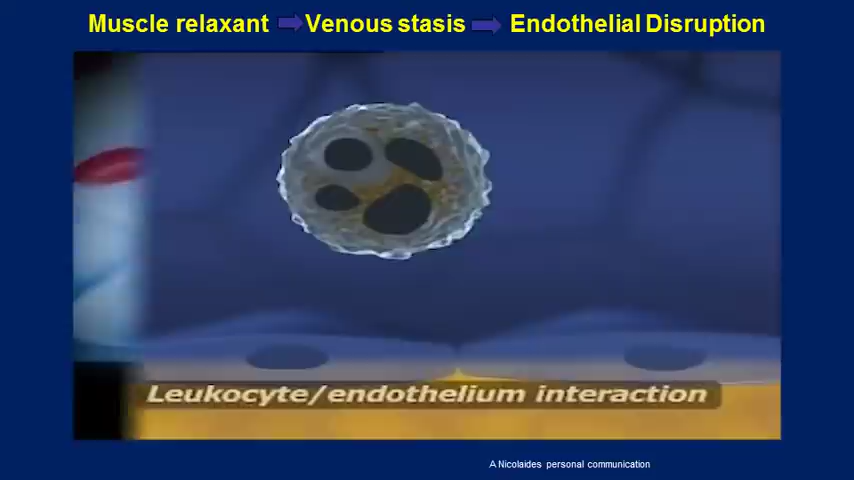 Muscle relaxant Venous stasis Endothelial Disruption
Leukocyte/endothelium interaction
A Nicolaides personal communication